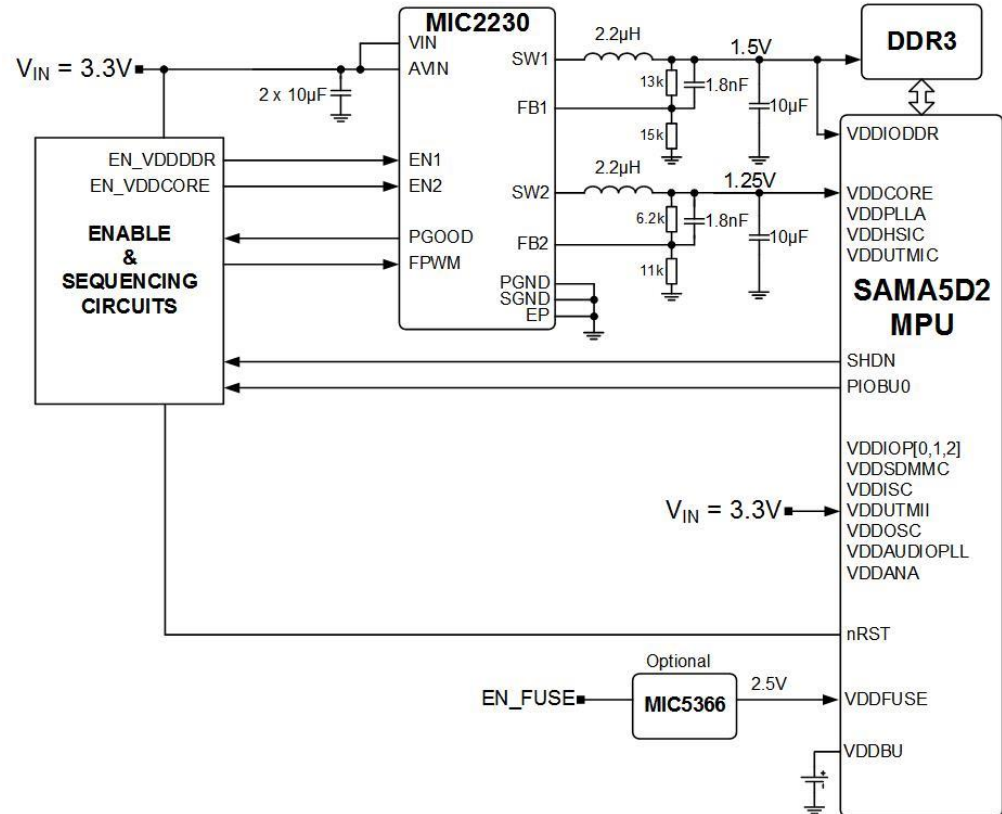 MIC2230
VIN
AVIN
SW1
2.2µH
1.5V
DDR3
V_IN = 3.3V
2 x 10µF
13k
1.8nF
10µF
FB1
15k
VDDIODDR
EN_VDDDDR
EN1
EN_VDDCORE
EN2
SW2
2.2µH
1.25V
VDDCORE
VDDPLLA
VDDHSIC
VDDUTMIC
6.2k
1.8nF
10µF
FB2
11k
ENABLE
&
SEQUENCING
CIRCUITS
PGOOD
FPWM
PGND
SGND
EP
SAMA5D2
MPU
SHDN
PIOBU0
VDDIOP[0,1,2]
VDDSDMMC
VDDISC
V_IN = 3.3V
VDDUTMII
VDDOSC
VDDAUDIOPLL
VDDANA
nRST
Optional
EN_FUSE
MIC5366
2.5V
VDDFUSE
VDDBU
+